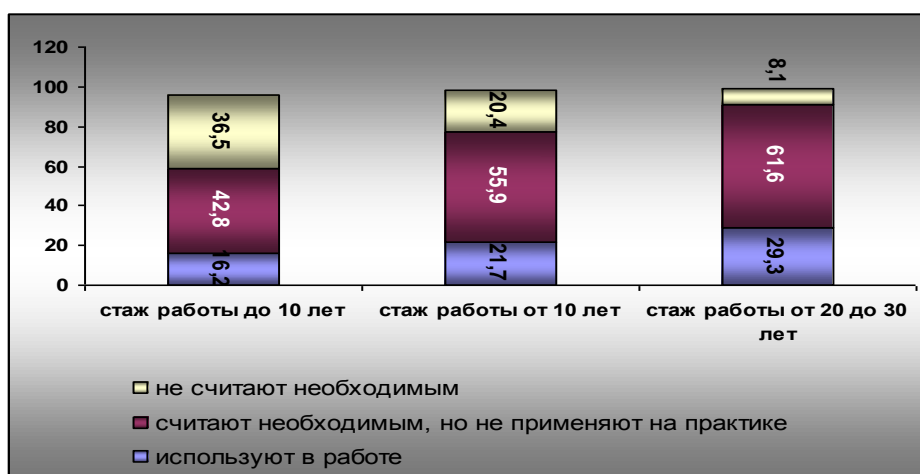 120
100
80
60
40
20
0
36,5
42,8
16,2
20,4
55,9
21,7
8,1
61,6
29,3
стаж работы до 10 лет
стаж работы от 10 лет
стаж работы от 20 до 30
лет
не считают необходимым
считают необходимым, но не применяют на практике
используют в работе